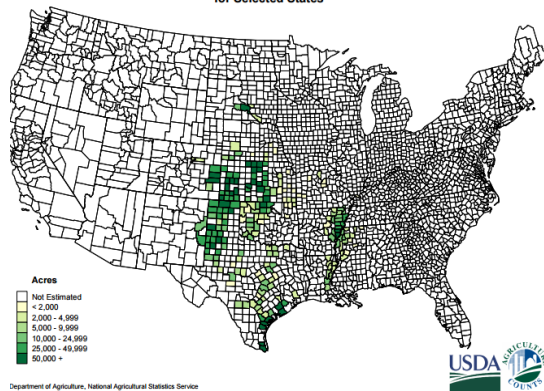 for Selected States
Acres
Not Estimated
< 2,000
2,000 - 4,999
5,000 - 9,999
10,000 - 24,999
25,000 - 49,999
50,000 +
Department of Agriculture, National Agricultural Statistics Service
USDA
AGRICULTURE
COUNTS